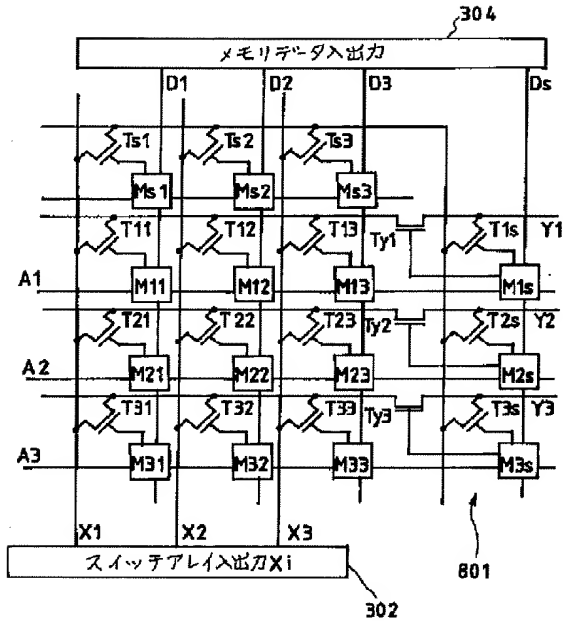 304
メモリデータ入出力
D1 D2 D3 Ds
Ts1 Ts2 Ts3
Ms1 Ms2 Ms3
T11 T12 T13 Ty1 T1s Y1
A1 M11 M12 M13 M1s
T21 T22 T23 Ty2 T2s Y2
A2 M21 M22 M23 M2s
T31 T32 T33 Ty3 T3s Y3
A3 M31 M32 M33 M3s
X1 X2 X3
スイッチアレイ入出力Xi
801
302